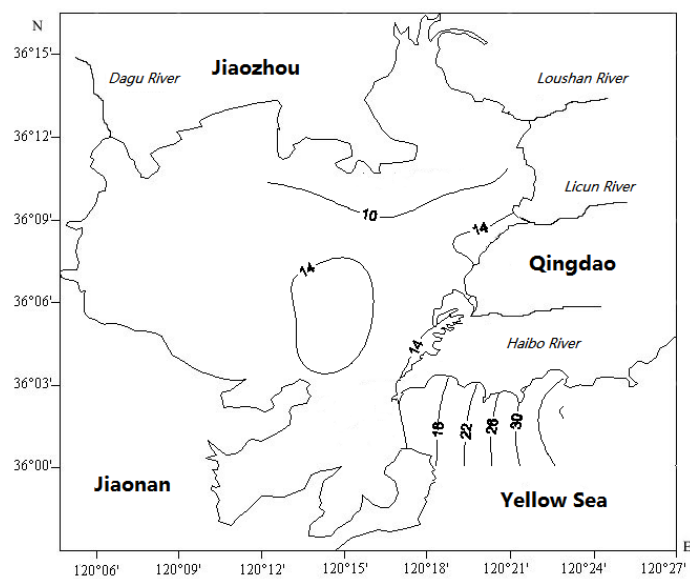 N
36°15'
Jiaozhou
Dagu River
Loushan River
36°12'
Licun River
10
36°09'
14
Qingdao
14
36°06'
Haibo River
14
36°03'
18
22
26
30
36°00'
Jiaonan
Yellow Sea
E
120°06'
120°09'
120°12'
120°15'
120°18'
120°21'
120°24'
120°27'